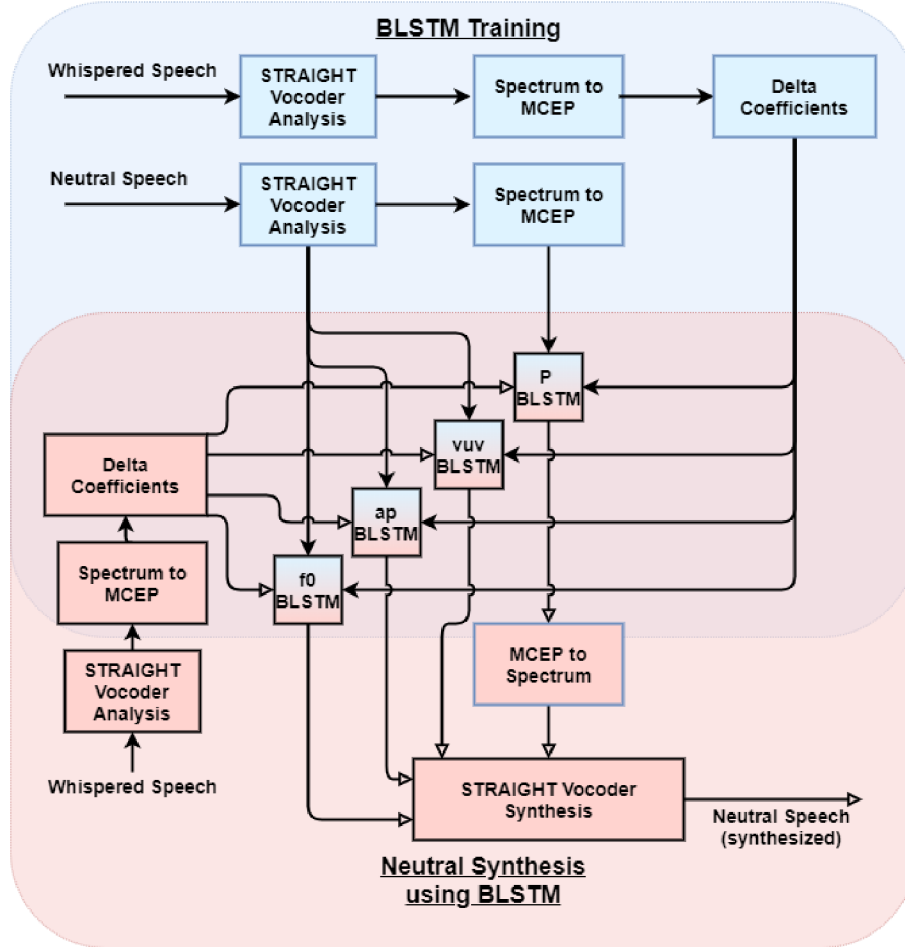 BLSTM Training
Whispered Speech
STRAIGHT
Vocoder
Analysis
Spectrum to
MCEP
Delta
Coefficients
Neutral Speech
STRAIGHT
Vocoder
Analysis
Spectrum to
MCEP
P
BLSTM
vuv
BLSTM
ap
BLSTM
f0
BLSTM
Delta
Coefficients
Spectrum to
MCEP
STRAIGHT
Vocoder
Analysis
Whispered Speech
MCEP to
Spectrum
STRAIGHT Vocoder
Synthesis
Neutral Speech
(synthesized)
Neutral Synthesis
using BLSTM